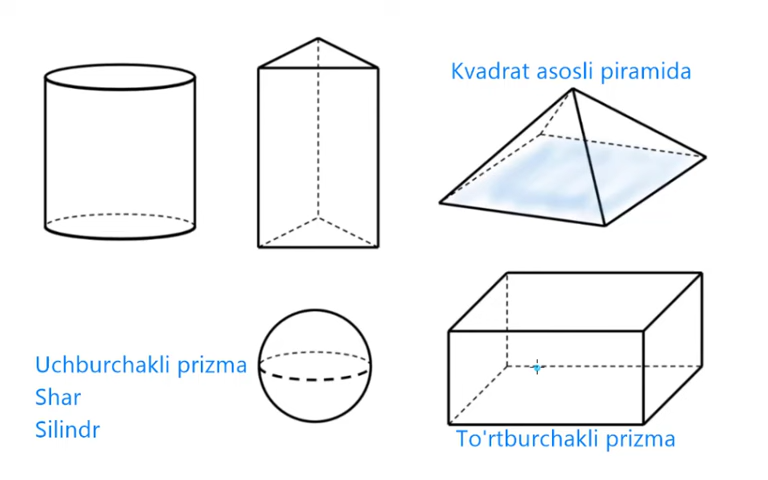 Kvadrat asosli piramida
Uchburchakli prizma
Shar
Silindr
To'rtburchakli prizma